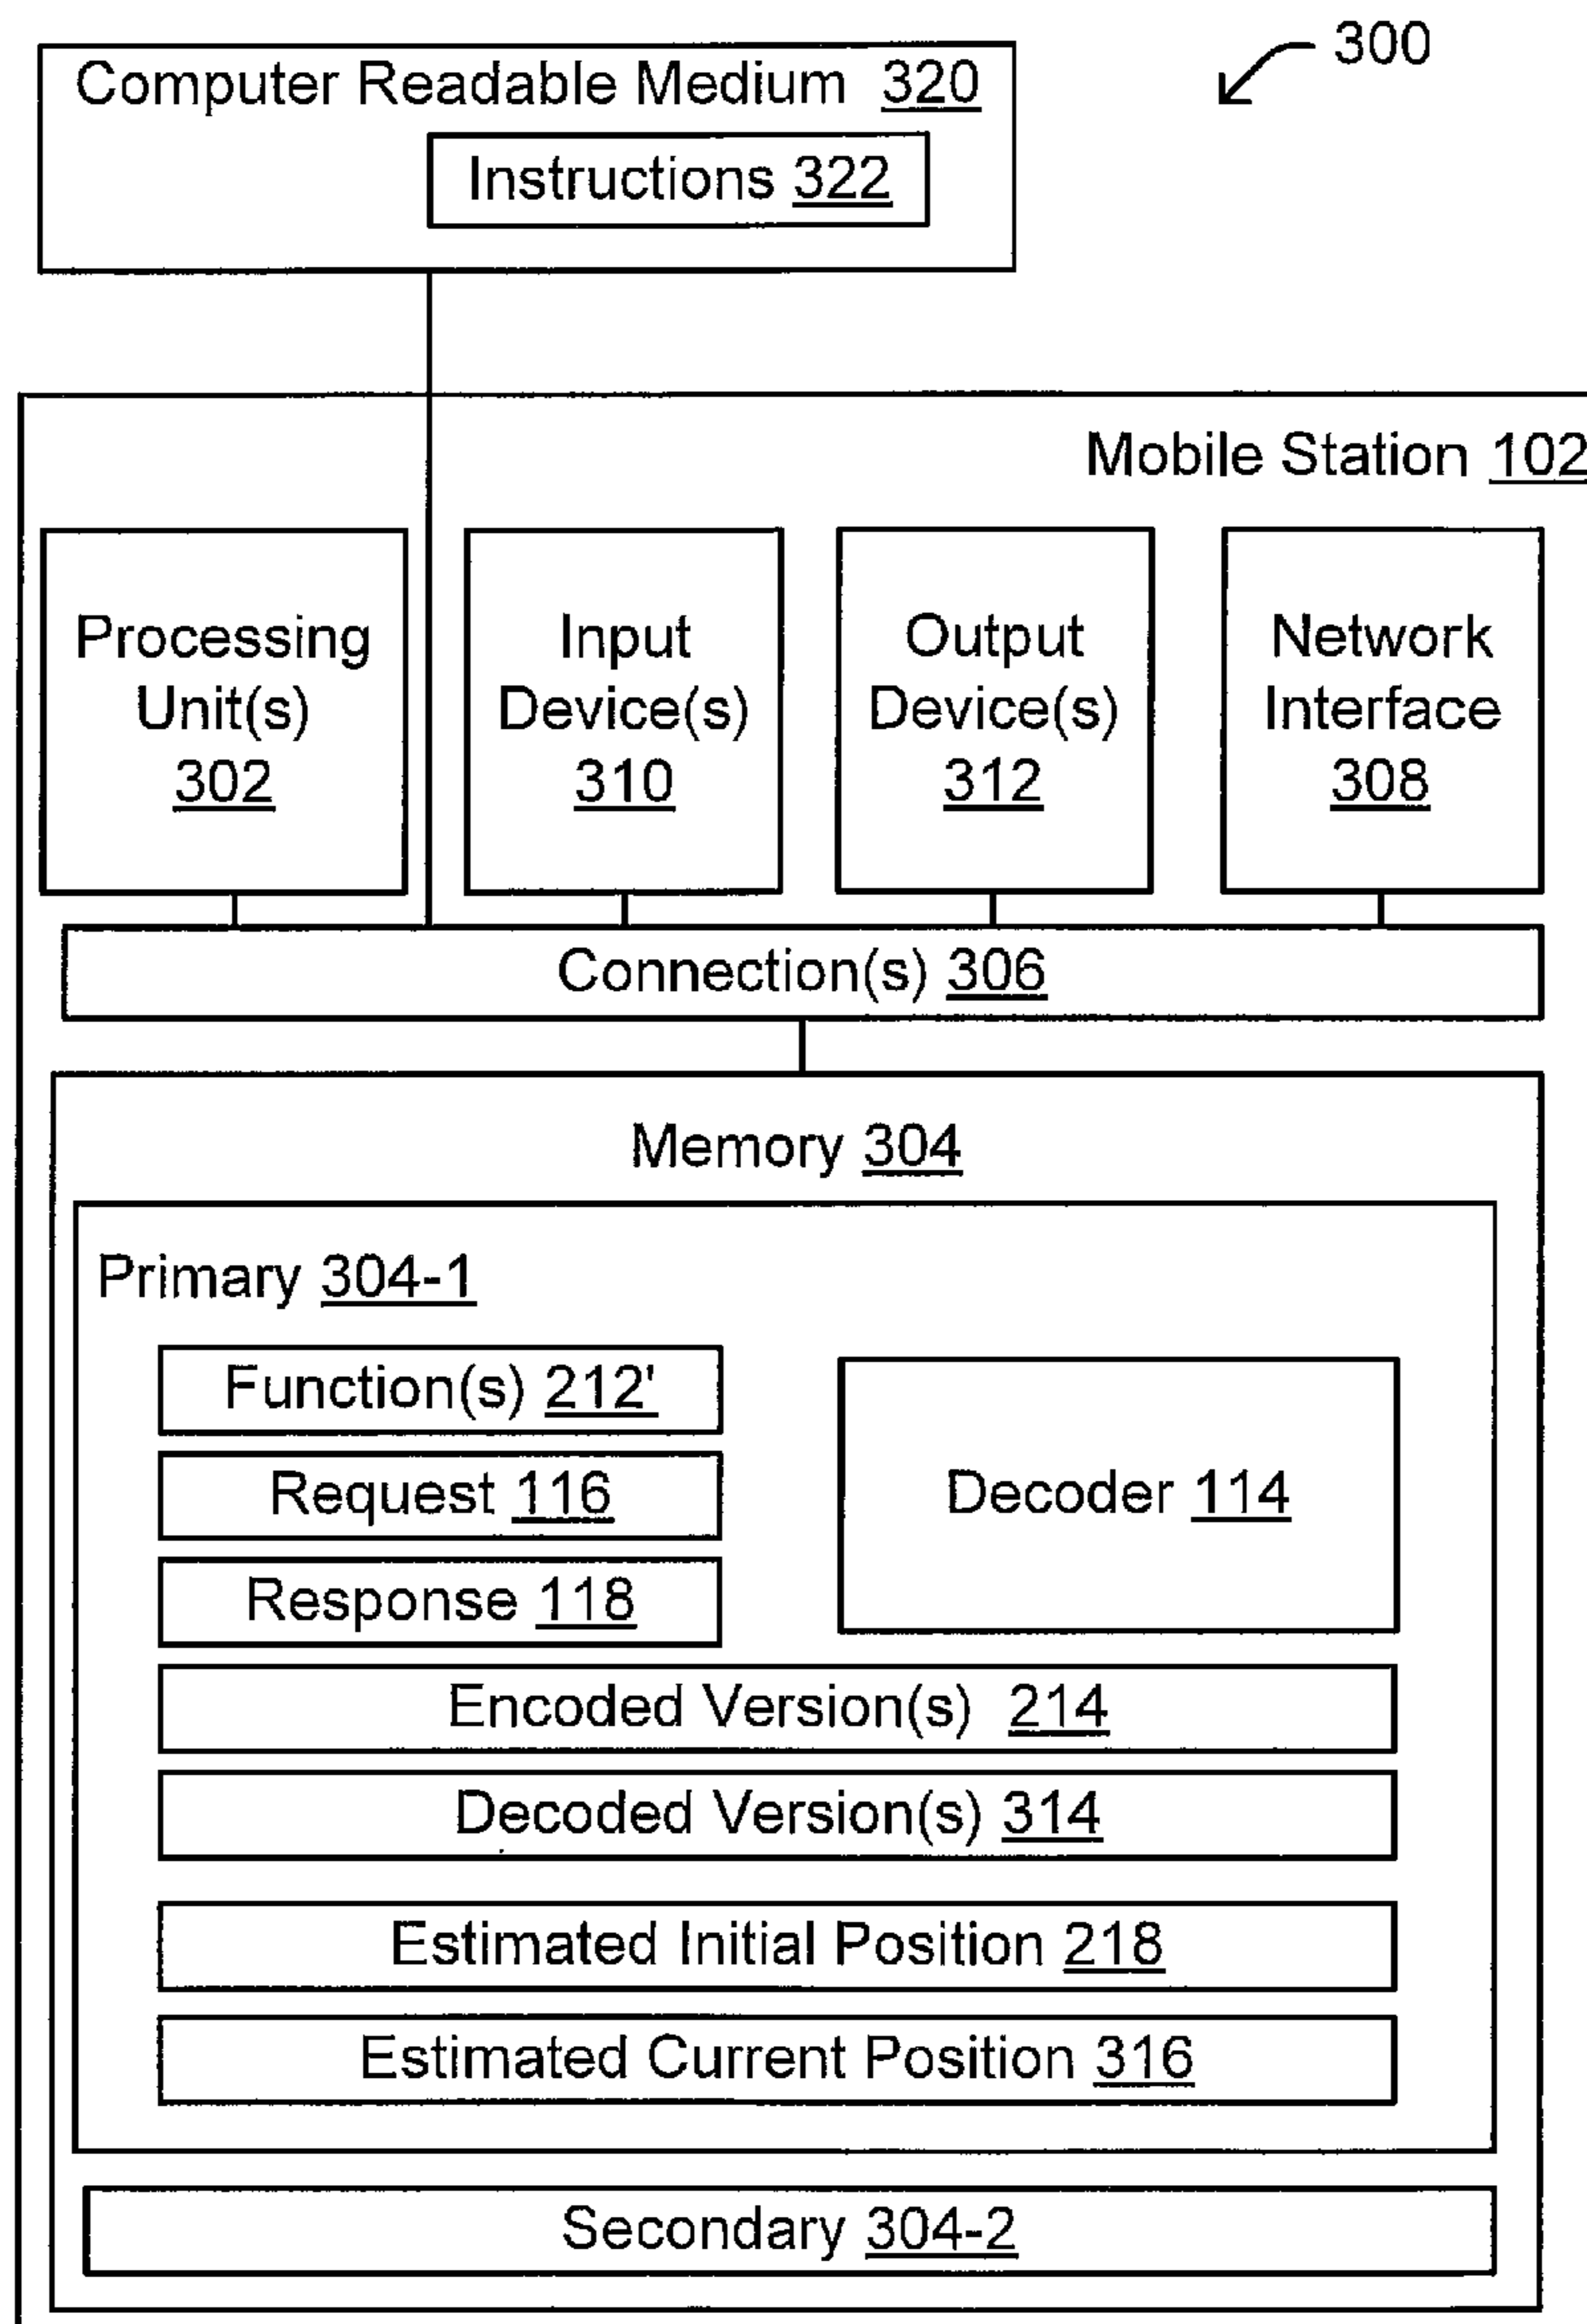 300
Computer Readable Medium 320
Instructions 322
Mobile Station 102
Processing
Unit(s)
302
Input
Device(s)
310
Output
Device(s)
312
Network
Interface
308
Connection(s) 306
Memory 304
Primary 304-1
Function(s) 212'
Request 116
Response 118
Decoder 114
Encoded Version(s) 214
Decoded Version(s) 314
Estimated Initial Position 218
Estimated Current Position 316
Secondary 304-2